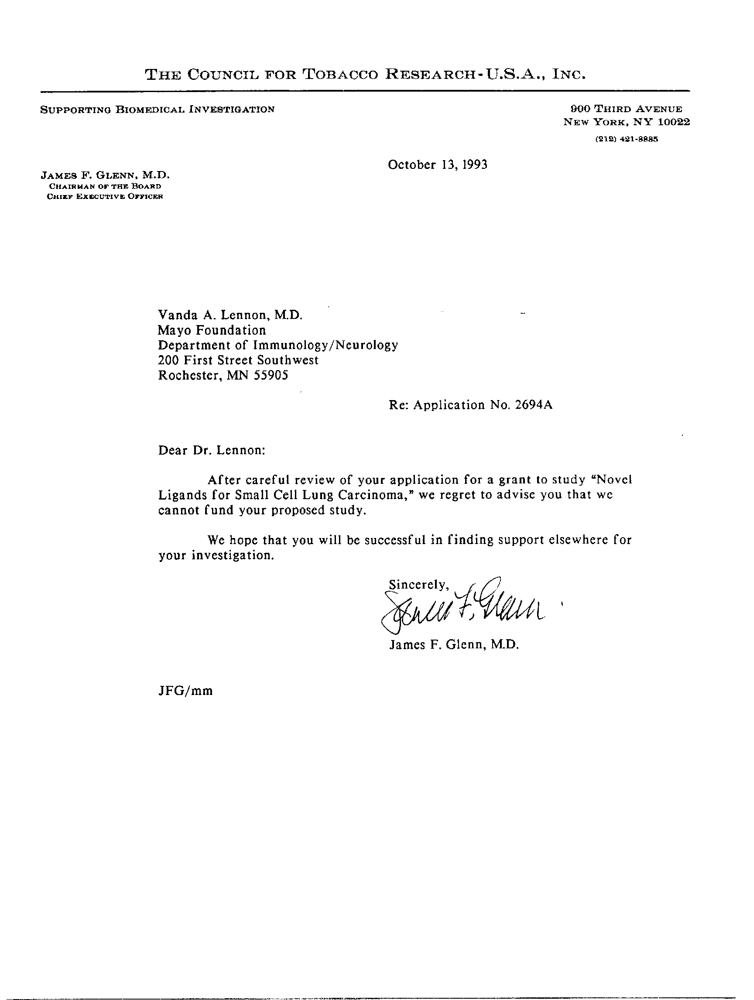 THE COUNCIL FOR TOBACCO RESEARCH-U.S.A., INC.
SUPPORTING BIOMEDICAL INVESTIGATION
900 THIRD AVENUE
NEW YORK, NY 10022
(212) 421-8885
October 13, 1993
JAMES F. GLENN, M.D.
CHAIRMAN OF THE BOARD
CHIEF EXECUTIVE OFFICER
Vanda A. Lennon, M.D.
Mayo Foundation
Department of Immunology/Neurology
200 First Street Southwest
Rochester, MN 55905
Re: Application No. 2694A
Dear Dr. Lennon:
After careful review of your application for a grant to study "Novel
Ligands for Small Cell Lung Carcinoma," we regret to advise you that we
cannot fund your proposed study.
We hope that you will be successful in finding support elsewhere for
your investigation.
Sincerely,
James F. Glenn
James F. Glenn, M.D.
JFG/mm